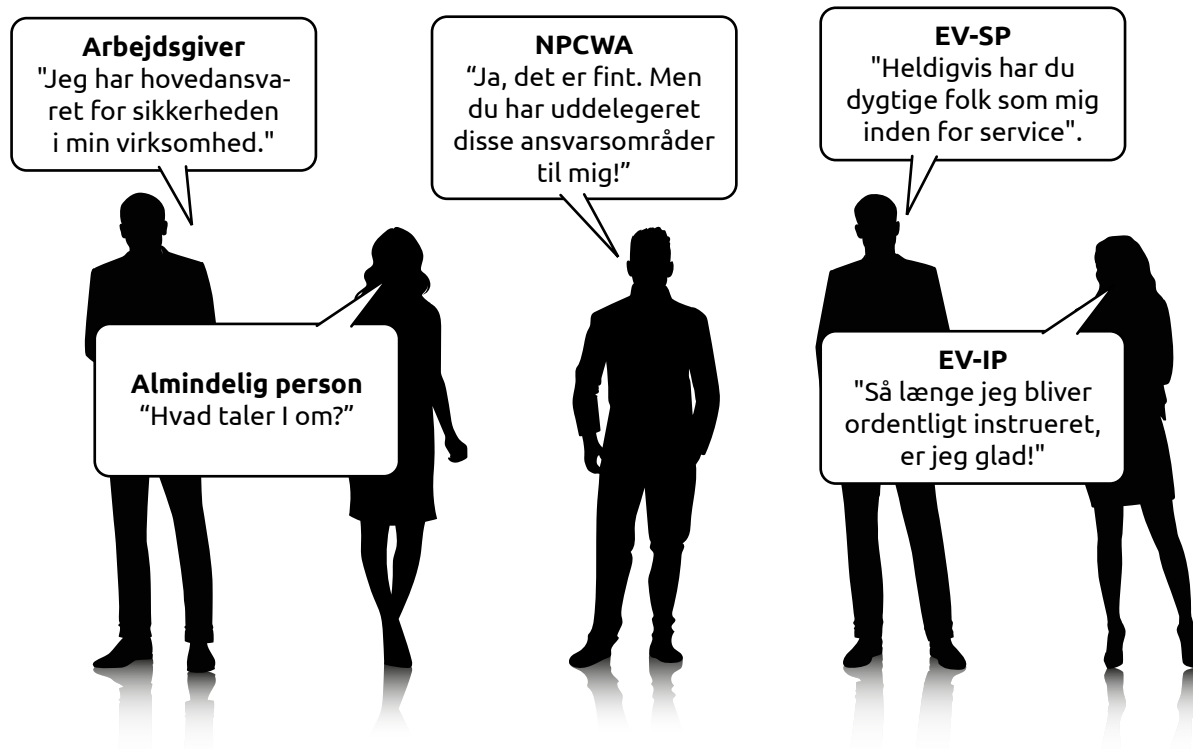 Arbejdsgiver
"Jeg har hovedansva-
ret for sikkerheden
i min virksomhed."
Almindelig person
“Hvad taler I om?”
NPCWA
“Ja, det er fint. Men
du har uddelegeret
disse ansvarsområder
til mig!”
EV-SP
"Heldigvis har du
dygtige folk som mig
inden for service".
EV-IP
"Så længe jeg bliver
ordentligt instrueret,
er jeg glad!"